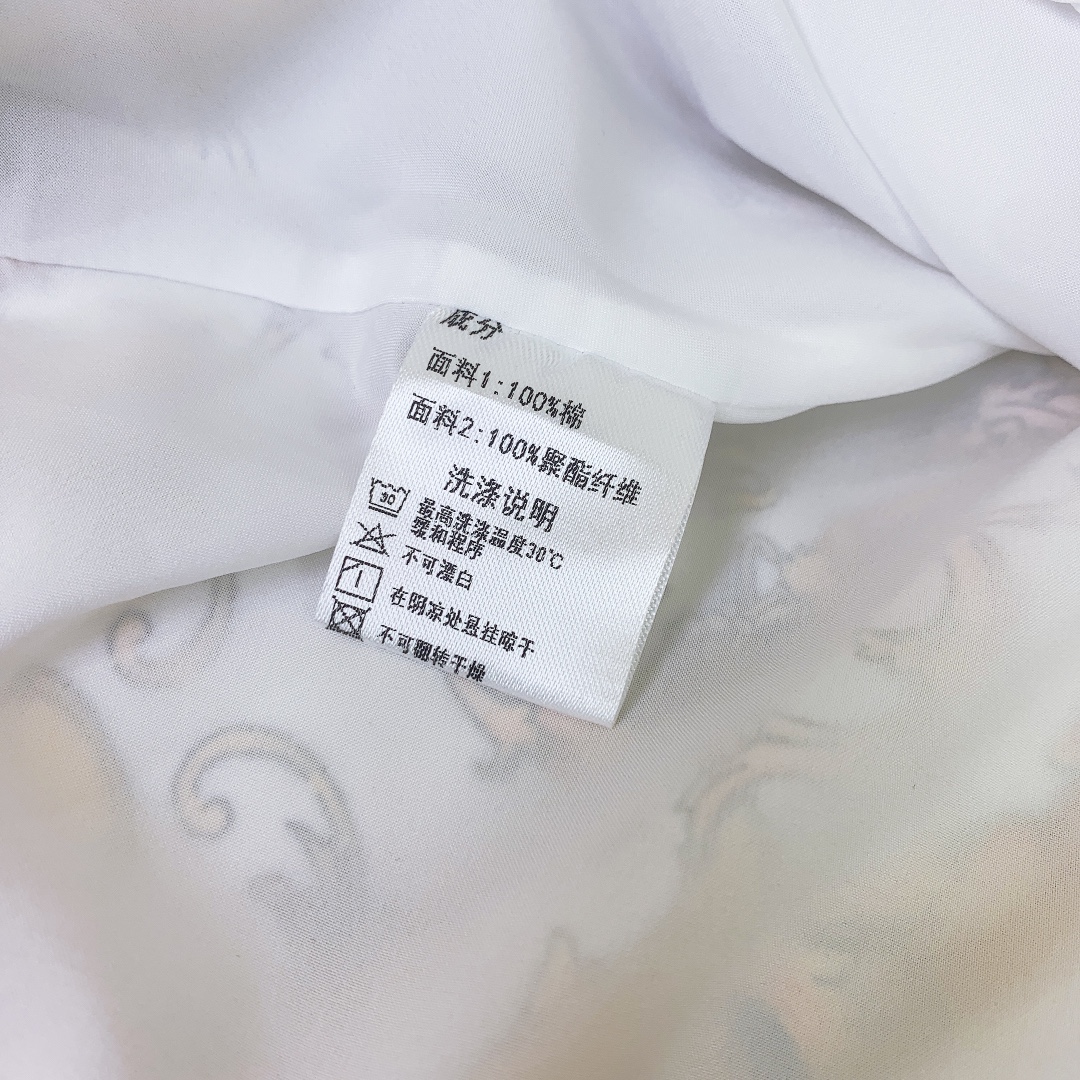 成分
面料1:100%棉
面料2:100%聚酯纤维
洗涤说明
30
最高洗涤温度30℃
缓和程序
不可漂白
在阴凉处悬挂晾干
不可翻转干燥